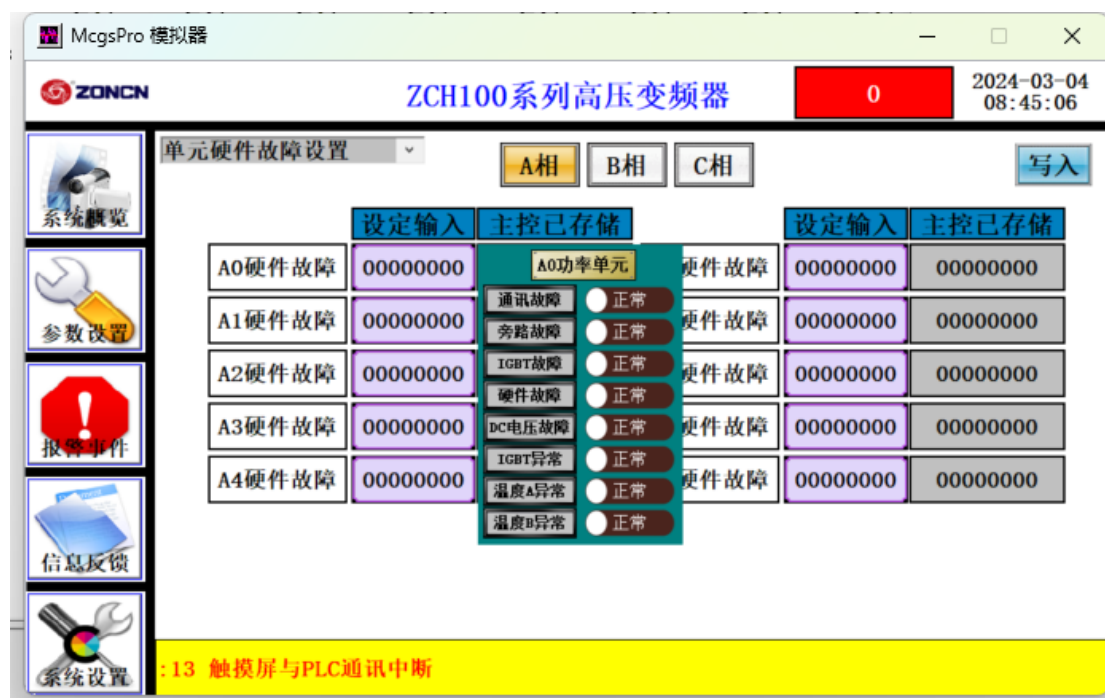 McgsPro 模拟器
ZONCN
ZCH100系列高压变频器
0
2024-03-04
08:45:06
系统概览
参数设置
报警事件
信息反馈
系统设置
单元硬件故障设置
A相
B相
C相
写入
设定输入 主控已存储 设定输入 主控已存储
A0硬件故障 00000000 硬件故障 00000000 00000000
A1硬件故障 00000000 硬件故障 00000000 00000000
A2硬件故障 00000000 硬件故障 00000000 00000000
A3硬件故障 00000000 硬件故障 00000000 00000000
A4硬件故障 00000000 硬件故障 00000000 00000000
A0功率单元
通讯故障 正常
旁路故障 正常
IGBT故障 正常
硬件故障 正常
DC电压故障 正常
IGBT异常 正常
温度A异常 正常
温度B异常 正常
:13 触摸屏与PLC通讯中断